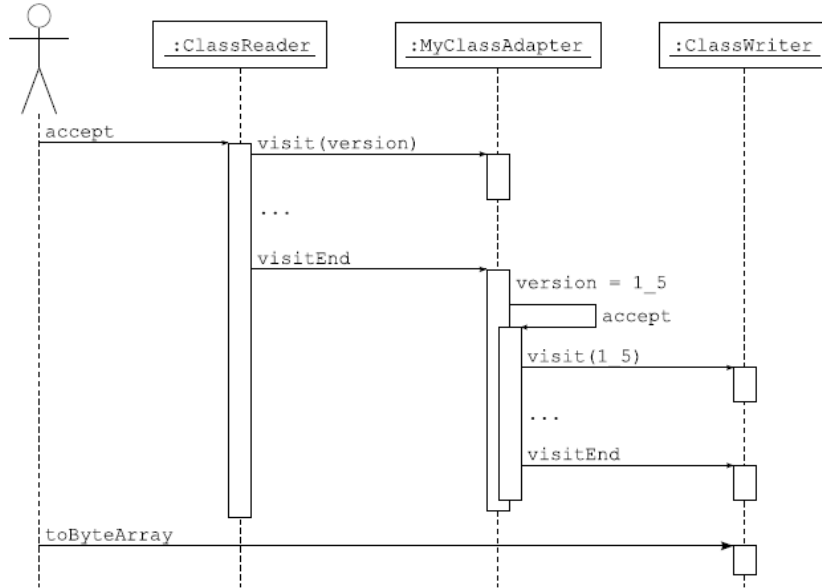 :ClassReader
:MyClassAdapter
:ClassWriter
accept
visit(version)
...
visitEnd
version = 1_5
accept
visit(1_5)
...
visitEnd
toByteArray